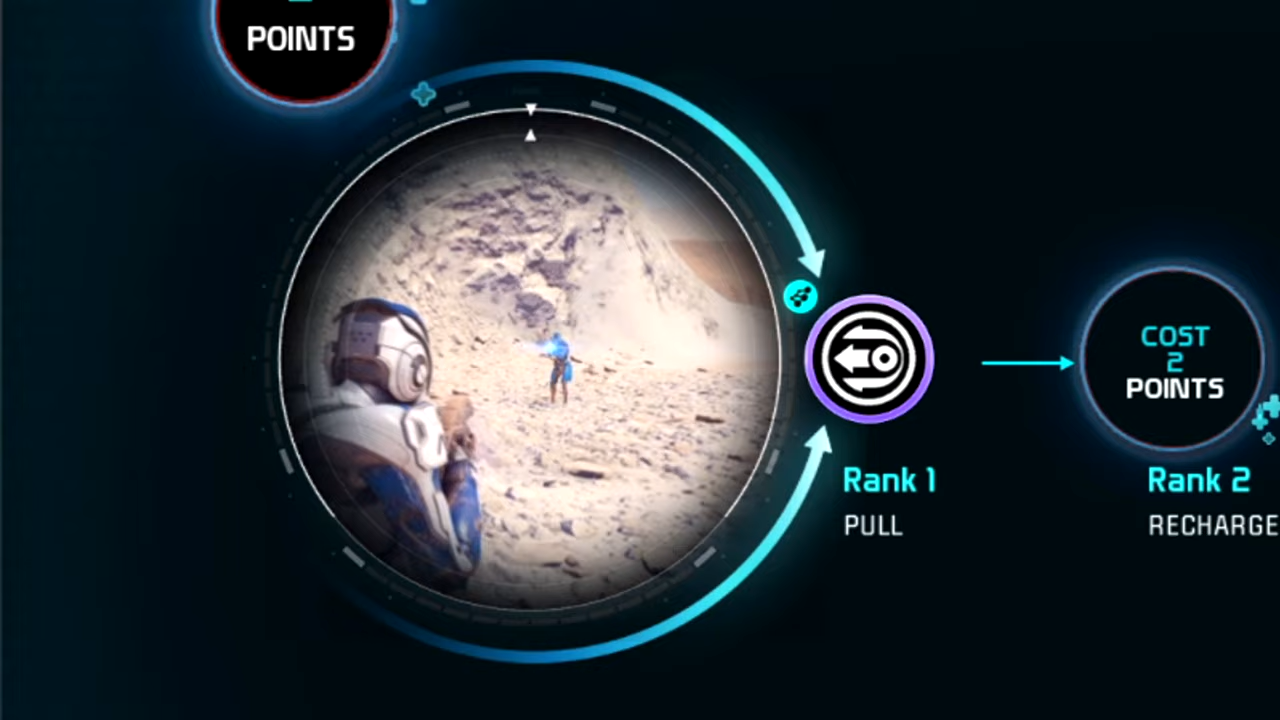 POINTS
COST
2
POINTS
Rank 1
PULL
Rank 2
RECHARGE